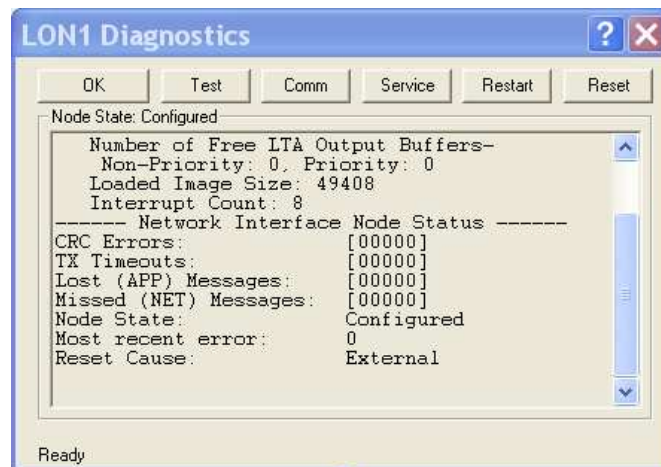 LON1 Diagnostics
OK Test Comm Service Restart Reset
Node State: Configured
Number of Free LTA Output Buffers-
Non-Priority: 0, Priority: 0
Loaded Image Size: 49408
Interrupt Count: 8
------ Network Interface Node Status ------
CRC Errors: [00000]
TX Timeouts: [00000]
Lost (APP) Messages: [00000]
Missed (NET) Messages: [00000]
Node State: Configured
Most recent error: 0
Reset Cause: External
Ready